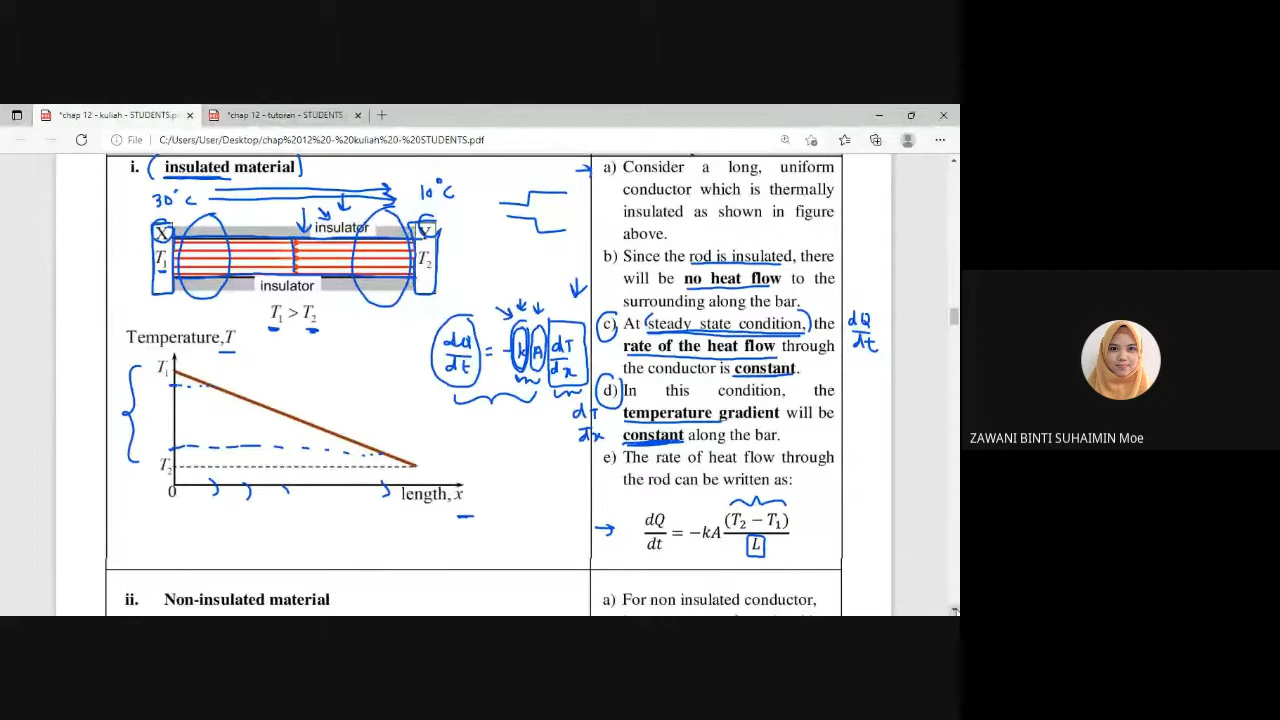 *chap 12 - kuliah - STUDENTS.p
*chap 12 - tutoran - STUDENTS
File
C:/Users/User/Desktop/chap%2012%20-%20kuliah%20-%20STUDENTS.pdf
i. (insulated material)
30°C
10°C
X
insulator
Y
T₁
T₂
insulator
T₁ > T₂
Temperature, T
T₁
T₂
0
length, x
dQ/dt = -kA dT/dx
dT/dx
a) Consider a long, uniform
conductor which is thermally
insulated as shown in figure
above.
b) Since the rod is insulated, there
will be no heat flow to the
surrounding along the bar.
c) At (steady state condition,) the
rate of the heat flow through
the conductor is constant.
dQ/dt
d) In this condition, the
temperature gradient will be
constant along the bar.
e) The rate of heat flow through
the rod can be written as:
dQ/dt = −kA (T₂ − T₁)/L
ii. Non-insulated material
a) For non insulated conductor,
ZAWANI BINTI SUHAIMIN Moe